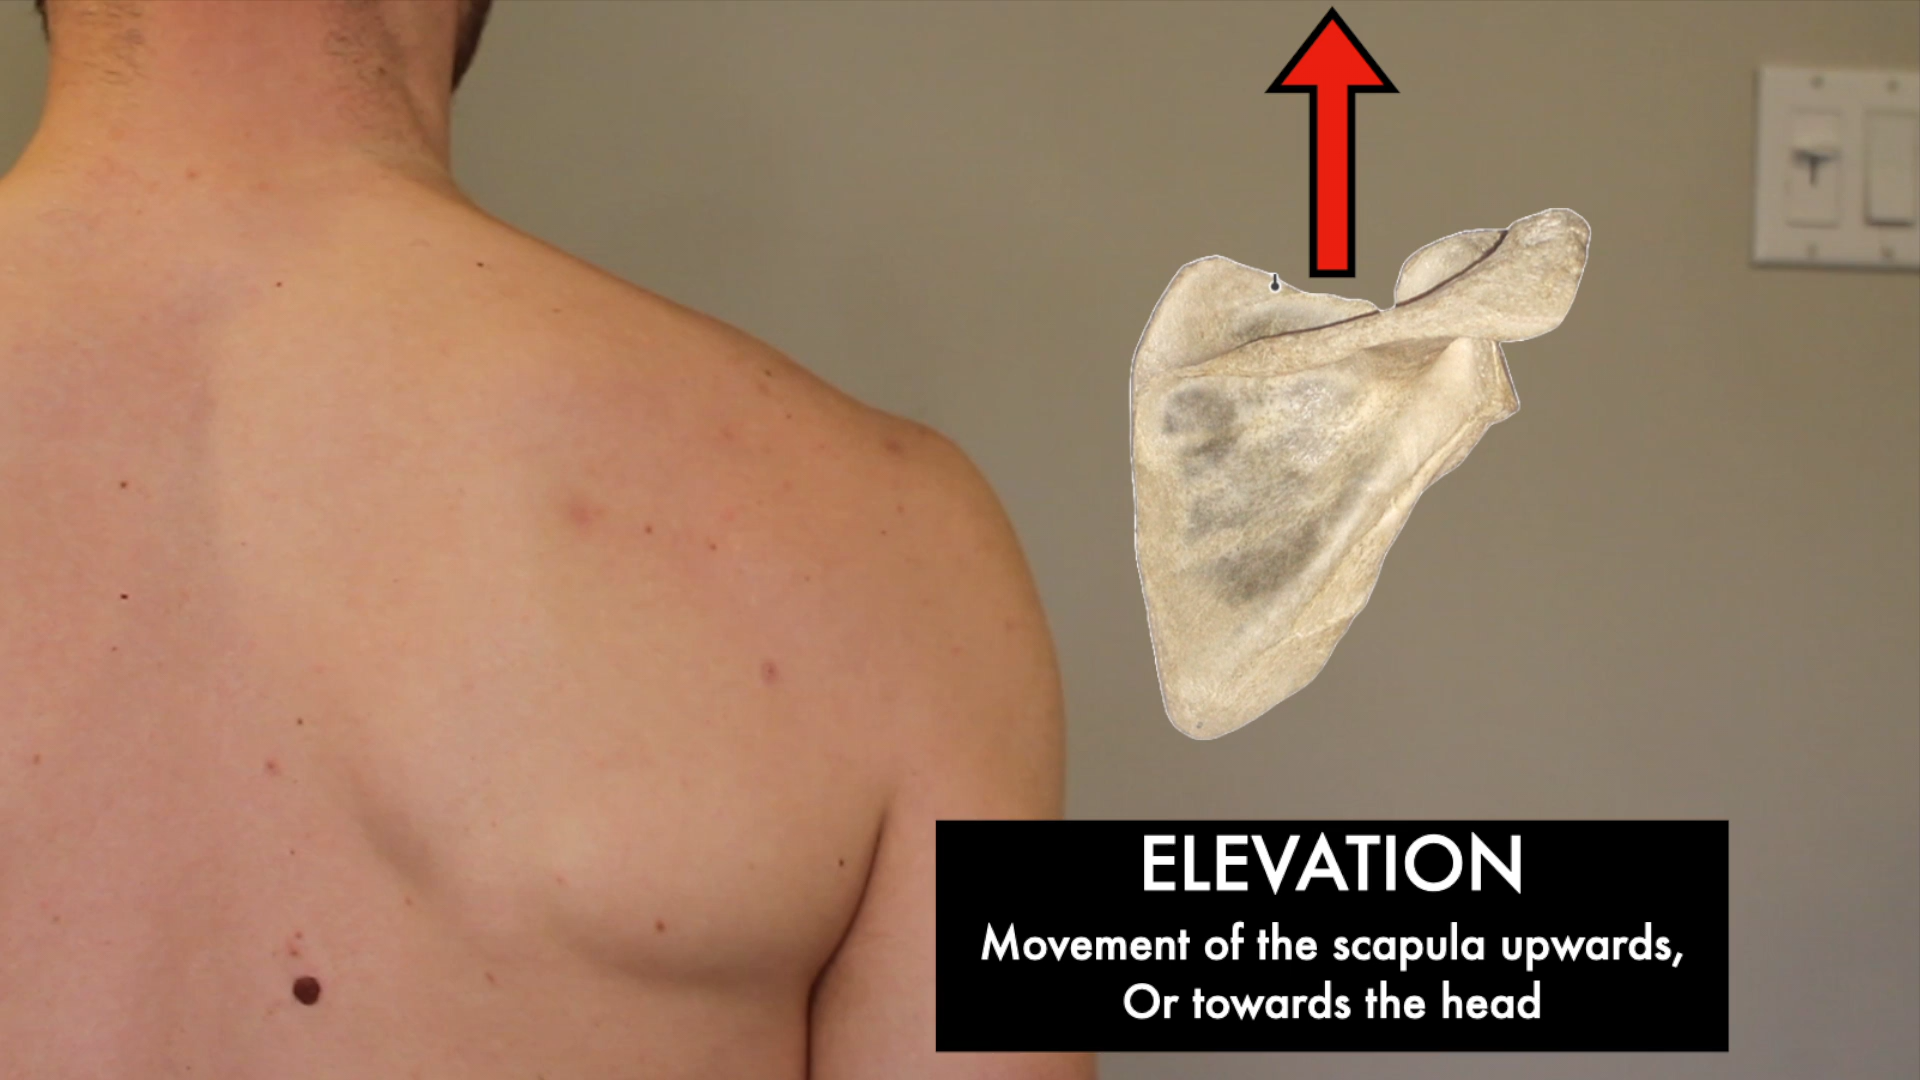 ELEVATION
Movement of the scapula upwards,
Or towards the head